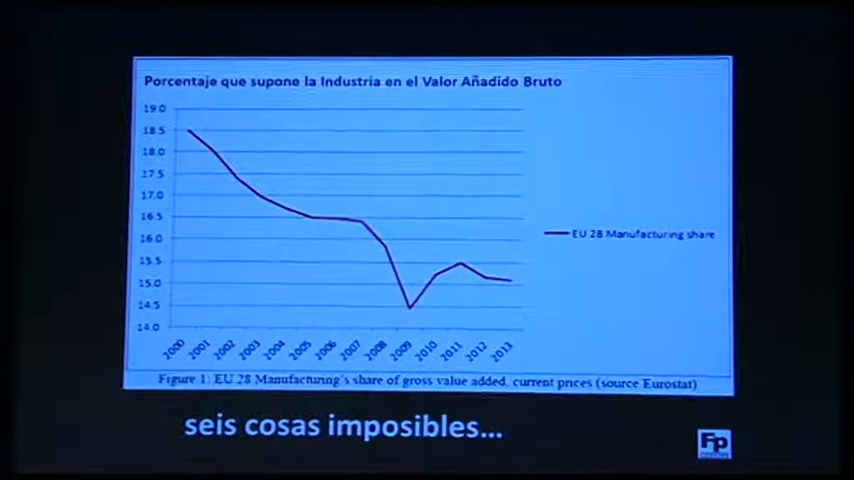 Porcentaje que supone la Industria en el Valor Añadido Bruto
19.0
18.5
18.0
17.5
17.0
16.5
16.0
15.5
15.0
14.5
14.0
2000 2001 2002 2003 2004 2005 2006 2007 2008 2009 2010 2011 2012 2013
EU 28 Manufacturing share
Figure 1: EU 28 Manufacturing's share of gross value added, current prices (source Eurostat)
seis cosas imposibles...
Fp